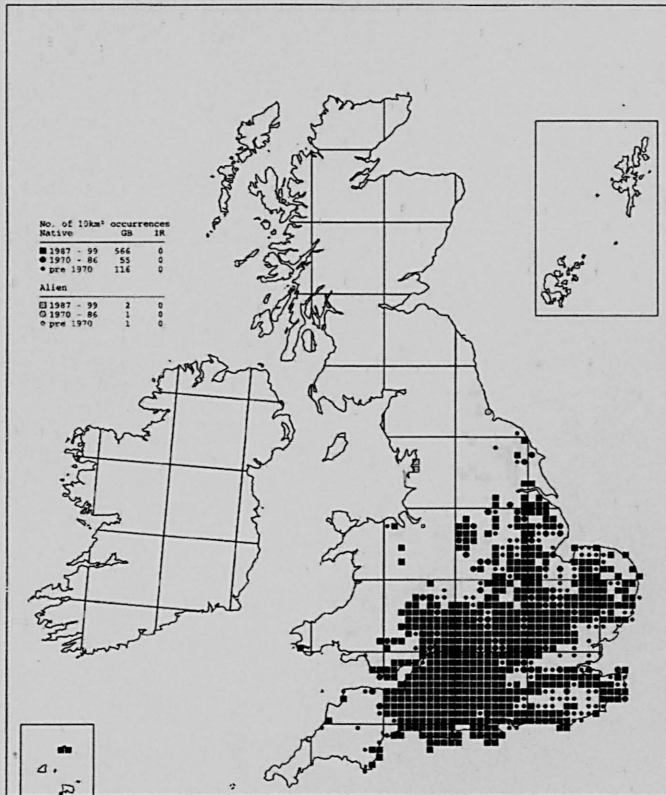 No. of 10km² occurrences
Native GB IR
1987 - 99 566 0
1970 - 86 55 0
pre 1970 116 0
Alien
1987 - 99 2 0
1970 - 86 1 0
pre 1970 1 0